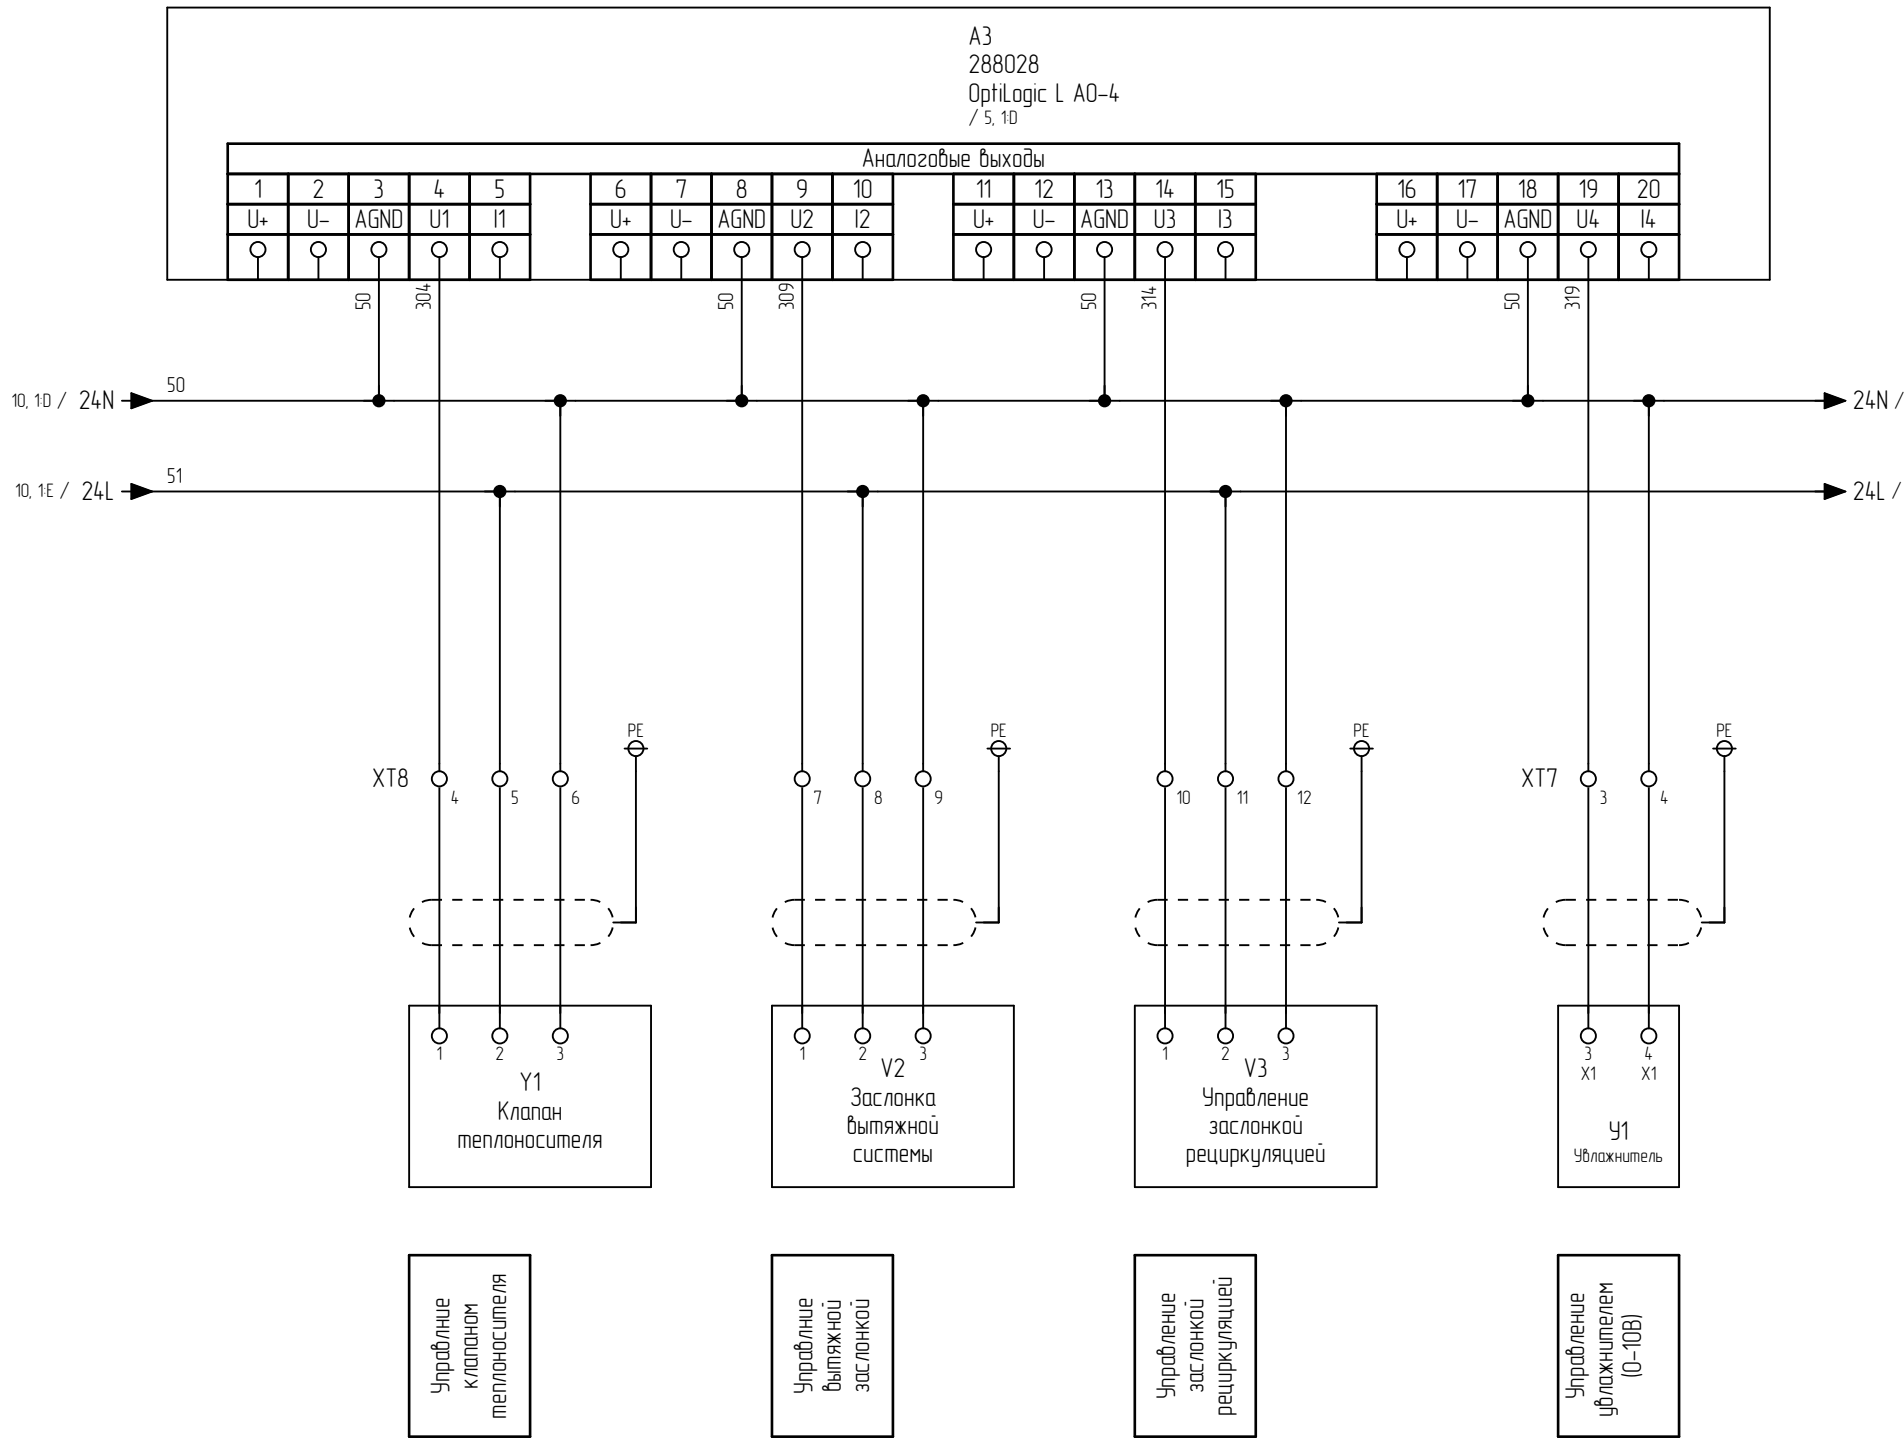 А3
288028
OptiLogic L AO-4
/ 5, 1:D
Аналоговые выходы
1 2 3 4 5 6 7 8 9 10 11 12 13 14 15 16 17 18 19 20
U+ U- AGND U1 I1 U+ U- AGND U2 I2 U+ U- AGND U3 I3 U+ U- AGND U4 I4
50 304 50 309 50 314 50 319
10, 1:D / 24N 50 24N /
10, 1:E / 24L 51 24L /
PE PE PE PE
XT8 4 5 6 7 8 9 10 11 12 XT7 3 4
1 2 3 1 2 3 1 2 3 3 4
X1 X1
Y1
Клапан
теплоносителя
V2
Заслонка
вытяжной
системы
V3
Управление
заслонкой
рециркуляцией
У1
Увлажнитель
Управлние
клапаном
теплоносителя
Управлние
вытяжной
заслонкой
Управление
заслонкой
рециркуляцией
Управление
увлажнителем
(0-10В)